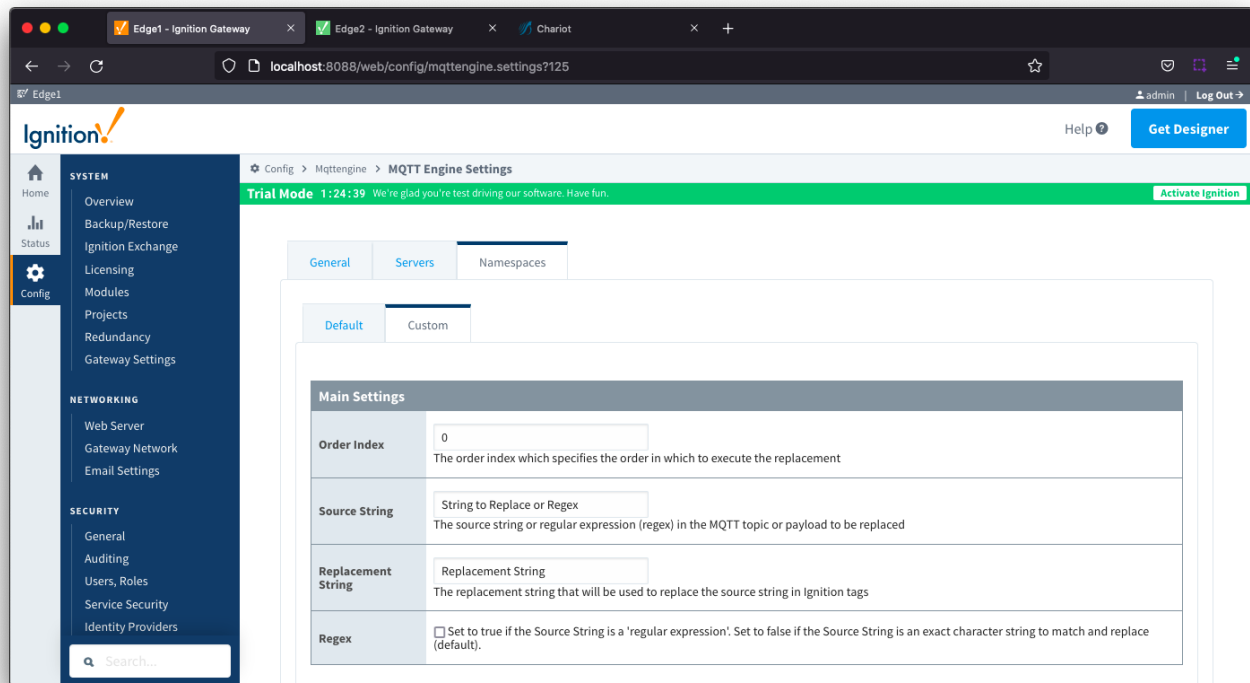 Edge1 - Ignition Gateway
Edge2 - Ignition Gateway
Chariot
localhost:8088/web/config/mqttengine.settings?125
Edge1
admin | Log Out
Ignition!
Help
Get Designer
Home
Status
Config
SYSTEM
Overview
Backup/Restore
Ignition Exchange
Licensing
Modules
Projects
Redundancy
Gateway Settings
NETWORKING
Web Server
Gateway Network
Email Settings
SECURITY
General
Auditing
Users, Roles
Service Security
Identity Providers
Search...
Config > Mqttengine > MQTT Engine Settings
Trial Mode 1:24:39 We're glad you're test driving our software. Have fun.
Activate Ignition
General
Servers
Namespaces
Default
Custom
Main Settings
Order Index
0
The order index which specifies the order in which to execute the replacement
Source String
String to Replace or Regex
The source string or regular expression (regex) in the MQTT topic or payload to be replaced
Replacement
String
Replacement String
The replacement string that will be used to replace the source string in Ignition tags
Regex
Set to true if the Source String is a 'regular expression'. Set to false if the Source String is an exact character string to match and replace
(default).